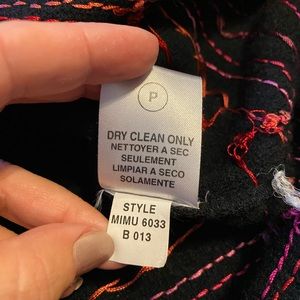 P
DRY CLEAN ONLY
NETTOYER A SEC
SEULEMENT
LIMPIAR A SECO
SOLAMENTE
STYLE
MIMU 6033
B 013